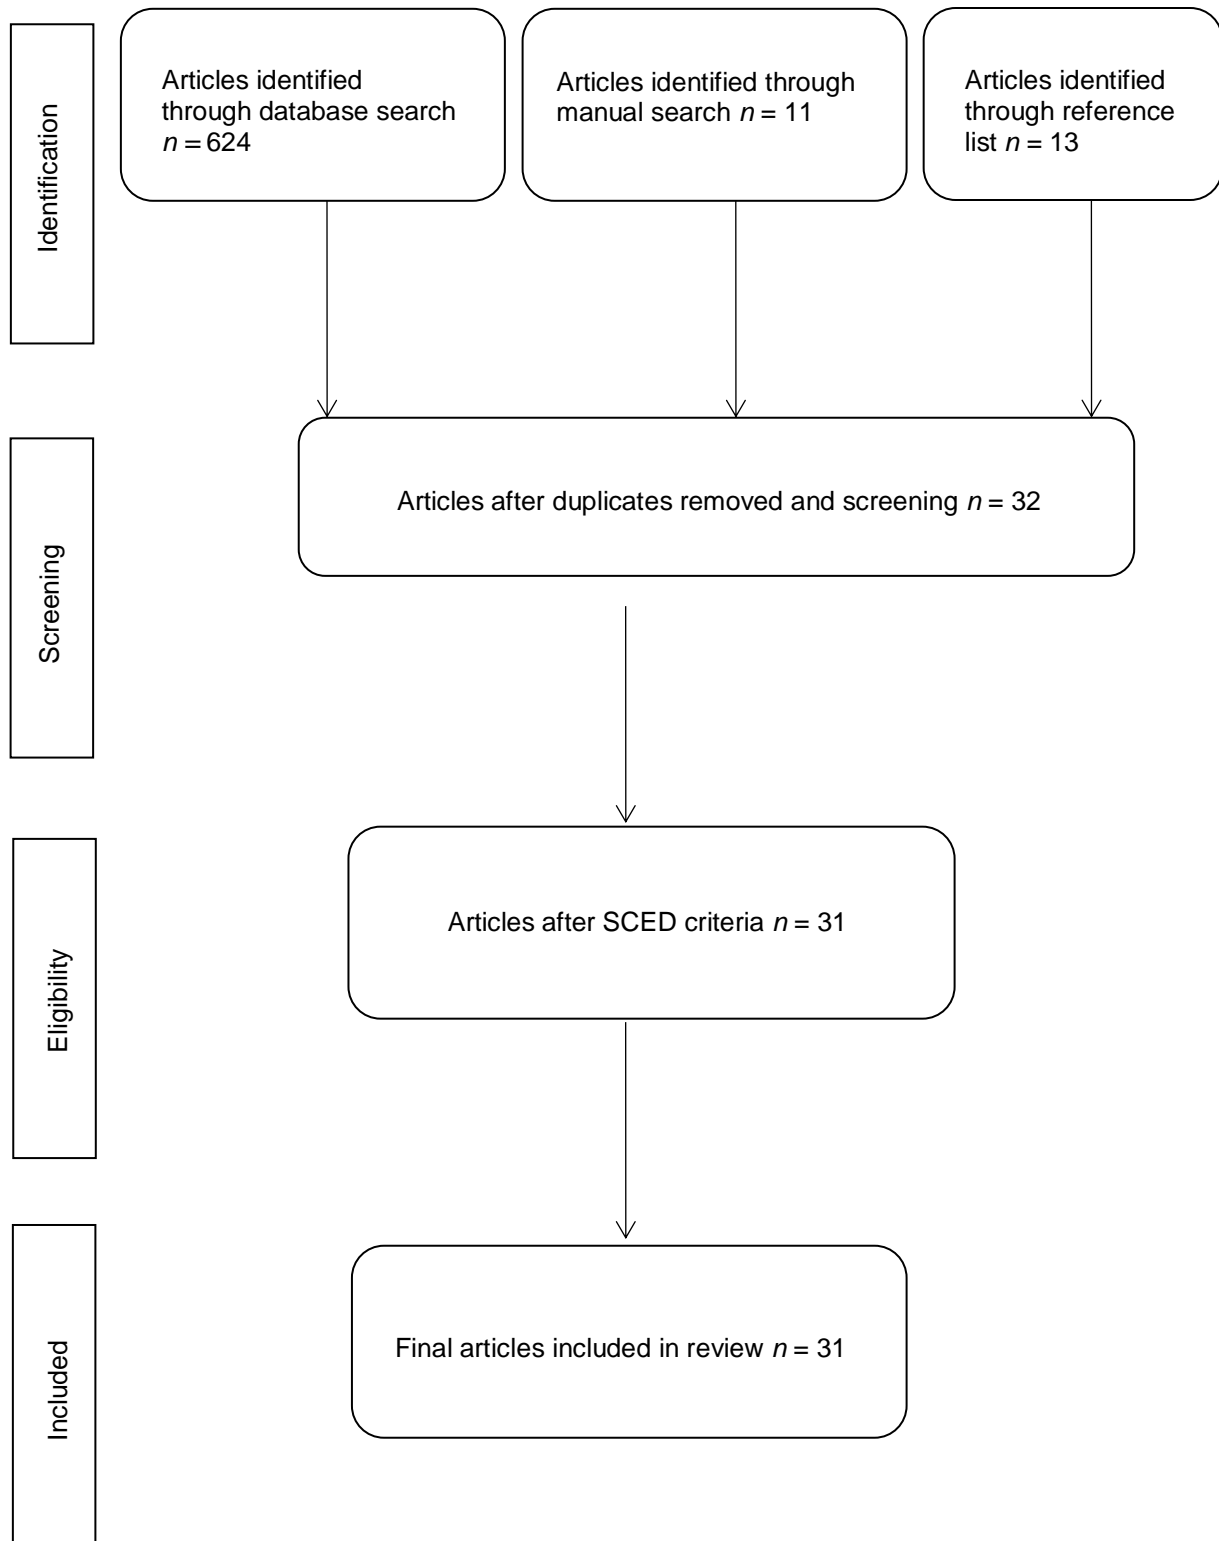 Identification
Articles identified
through database search
n = 624
Articles identified through
manual search n = 11
Articles identified
through reference
list n = 13
Screening
Articles after duplicates removed and screening n = 32
Eligibility
Articles after SCED criteria n = 31
Included
Final articles included in review n = 31